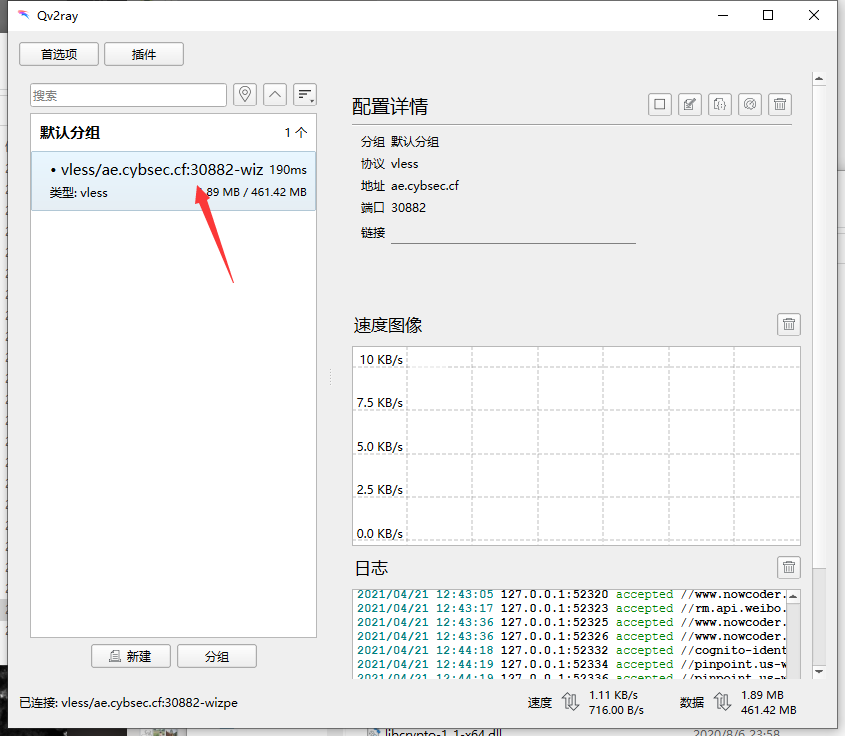 Qv2ray
首选项 插件
搜索
默认分组 1 个
• vless/ae.cybsec.cf:30882-wiz 190ms
类型: vless .89 MB / 461.42 MB
新建 分组
配置详情
分组 默认分组
协议 vless
地址 ae.cybsec.cf
端口 30882
链接
速度图像
10 KB/s
7.5 KB/s
5.0 KB/s
2.5 KB/s
0.0 KB/s
日志
2021/04/21 12:43:05 127.0.0.1:52320 accepted //www.nowcoder.
2021/04/21 12:43:17 127.0.0.1:52323 accepted //rm.api.weibo.
2021/04/21 12:43:36 127.0.0.1:52325 accepted //www.nowcoder.
2021/04/21 12:43:36 127.0.0.1:52326 accepted //www.nowcoder.
2021/04/21 12:44:18 127.0.0.1:52332 accepted //cognito-ident
2021/04/21 12:44:19 127.0.0.1:52334 accepted //pinpoint.us-w
2021/04/21 12:44:19 127.0.0.1:52336 accepted //pinpoint.us-w
已连接: vless/ae.cybsec.cf:30882-wizpe
速度 1.11 KB/s 数据 1.89 MB
716.00 B/s 461.42 MB
libcrypto-1_1-x64.dll 2020/8/6 23:58